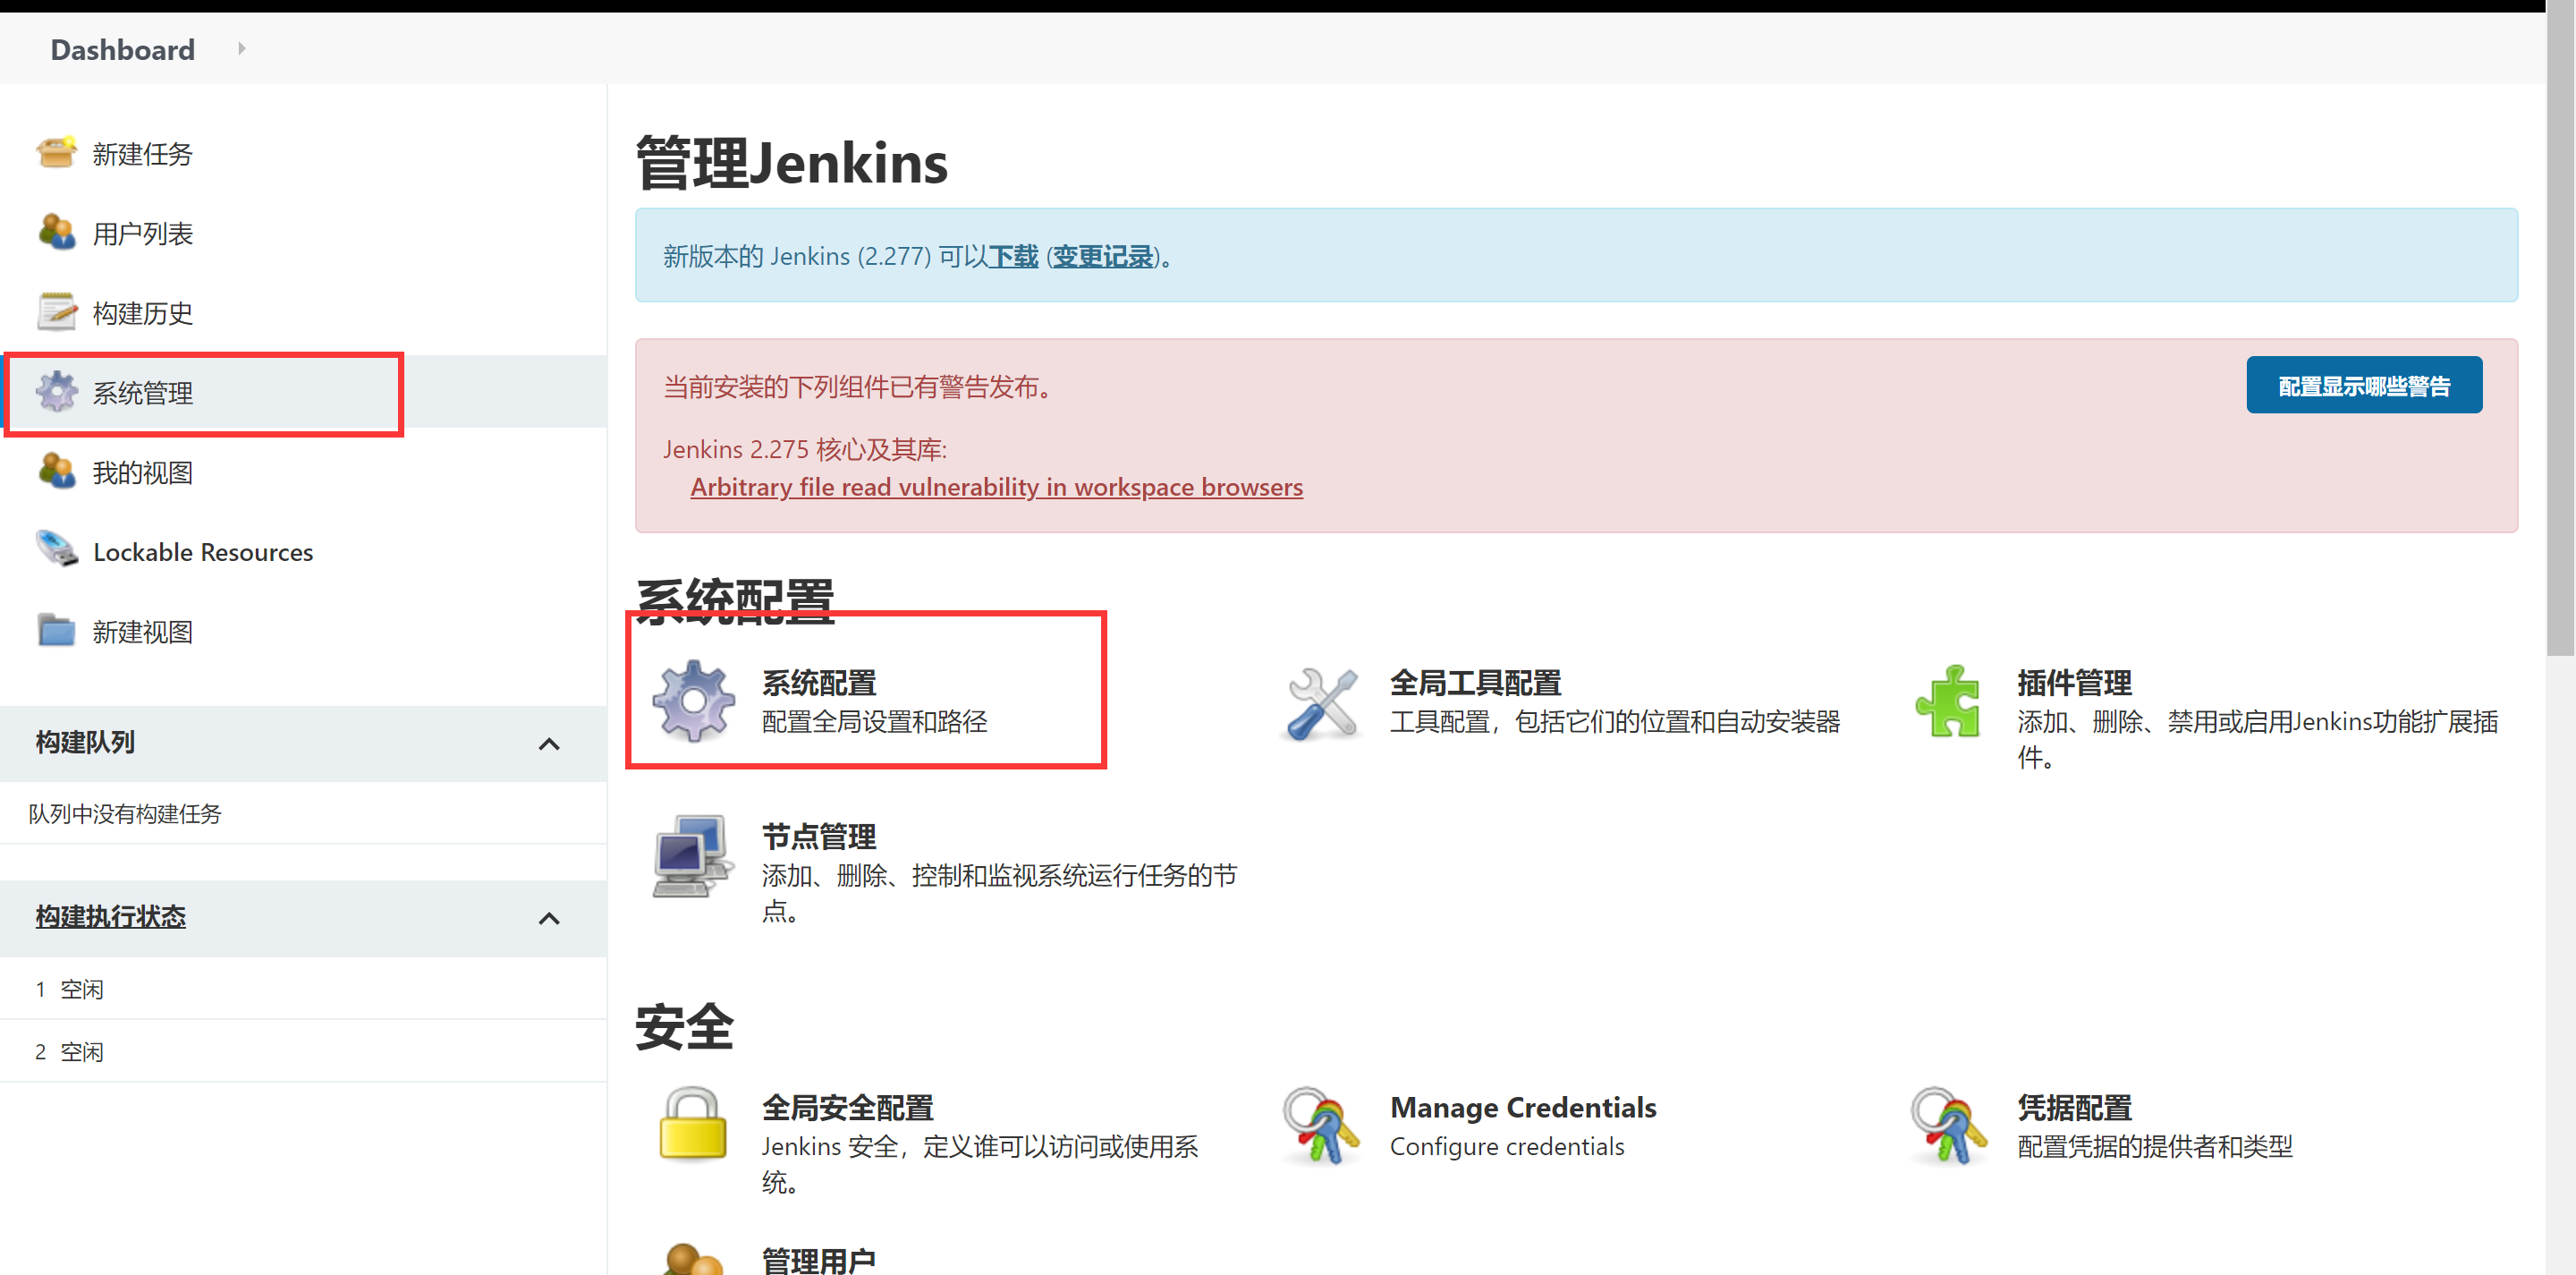 Dashboard
新建任务
用户列表
构建历史
系统管理
我的视图
Lockable Resources
新建视图
构建队列
队列中没有构建任务
构建执行状态
1 空闲
2 空闲
管理Jenkins
新版本的 Jenkins (2.277) 可以下载 (变更记录)。
当前安装的下列组件已有警告发布。
配置显示哪些警告
Jenkins 2.275 核心及其库:
Arbitrary file read vulnerability in workspace browsers
系统配置
系统配置
配置全局设置和路径
全局工具配置
工具配置，包括它们的位置和自动安装器
插件管理
添加、删除、禁用或启用Jenkins功能扩展插
件。
节点管理
添加、删除、控制和监视系统运行任务的节
点。
安全
全局安全配置
Jenkins 安全，定义谁可以访问或使用系
统。
Manage Credentials
Configure credentials
凭据配置
配置凭据的提供者和类型
管理用户